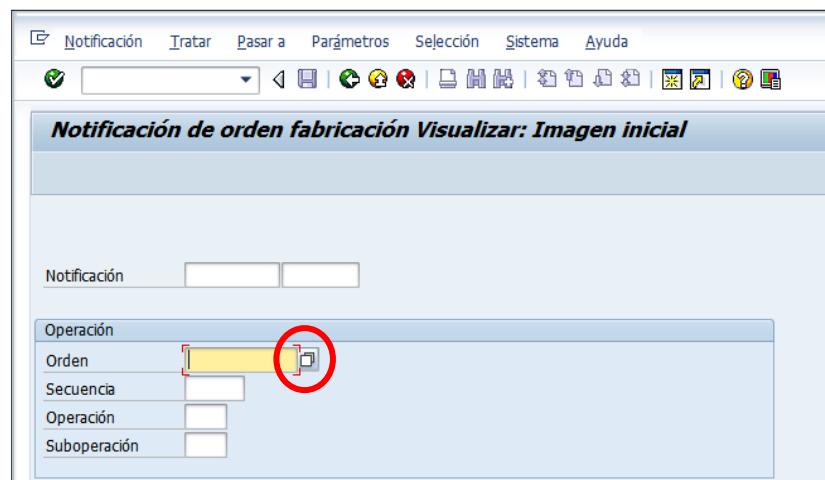 Notificación Tratar Pasar a Parámetros Selección Sistema Ayuda
Notificación de orden fabricación Visualizar: Imagen inicial
Notificación
Operación
Orden
Secuencia
Operación
Suboperación